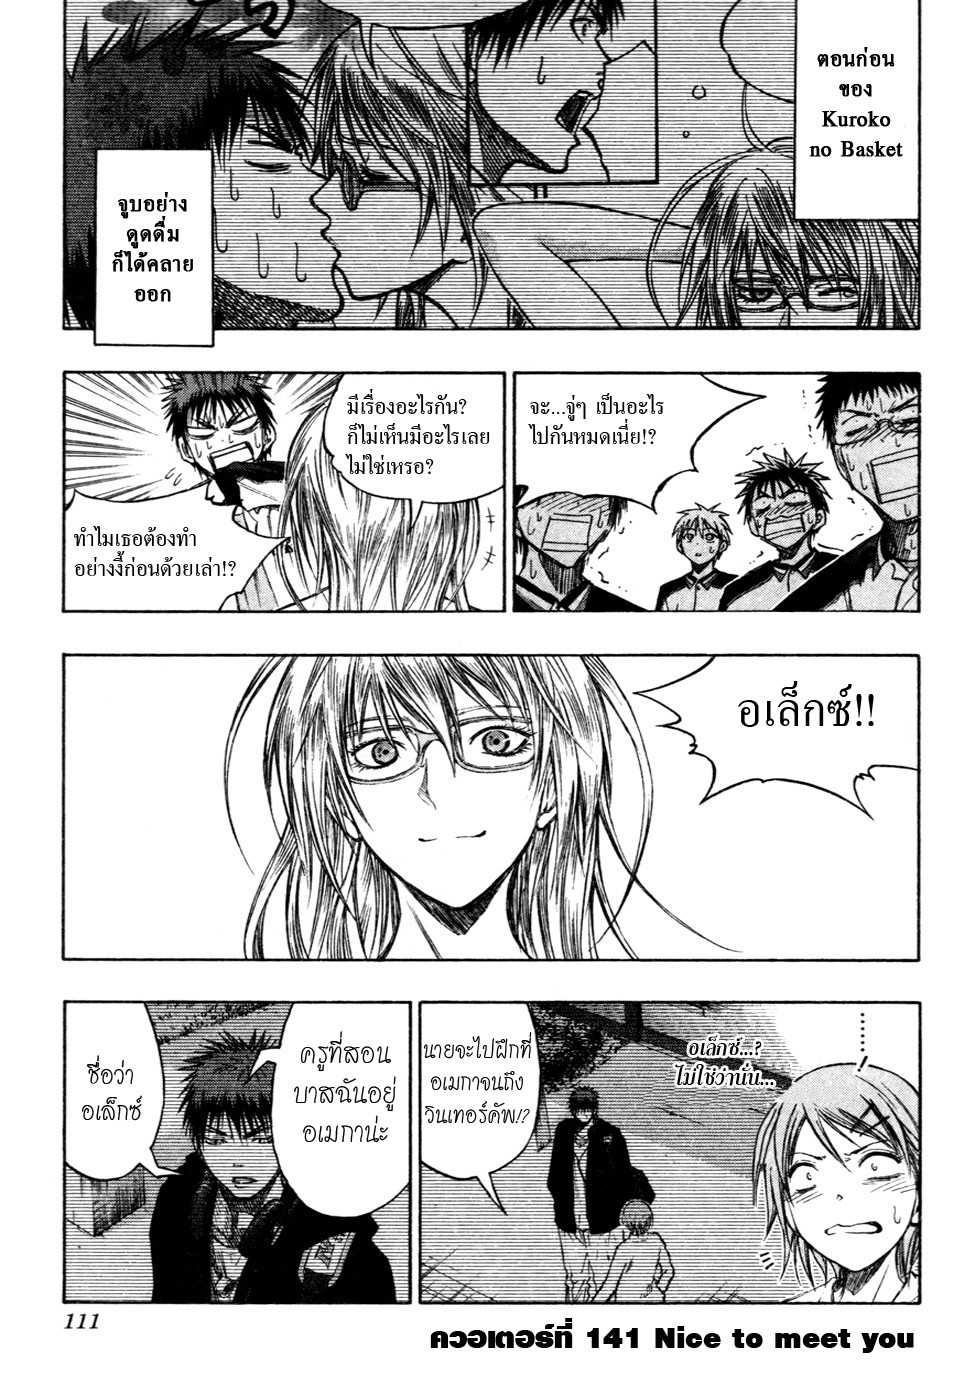 ตอนก่อน
ของ
Kuroko
no Basket
จูบอย่าง
ดูดดื่ม
ก็ได้คลาย
ออก
จะ...จู่ๆ เป็นอะไร
ไปกันหมดเนี่ย!?
มีเรื่องอะไรกัน?
ก็ไม่เห็นมีอะไรเลย
ไม่ใช่เหรอ?
ทำไมเธอต้องทำ
อย่างงี้ก่อนด้วยเล่า!?
อเล็กซ์!!
อเล็กซ์...?
ไม่ใช่ว่านั่น...
นายจะไปฝึกที่
อเมกาจนถึง
วินเทอร์คัพ!?
ครูที่สอน
บาสฉันอยู่
อเมกาน่ะ
ชื่อว่า
อเล็กซ์
111
ควอเตอร์ที่ 141 Nice to meet you